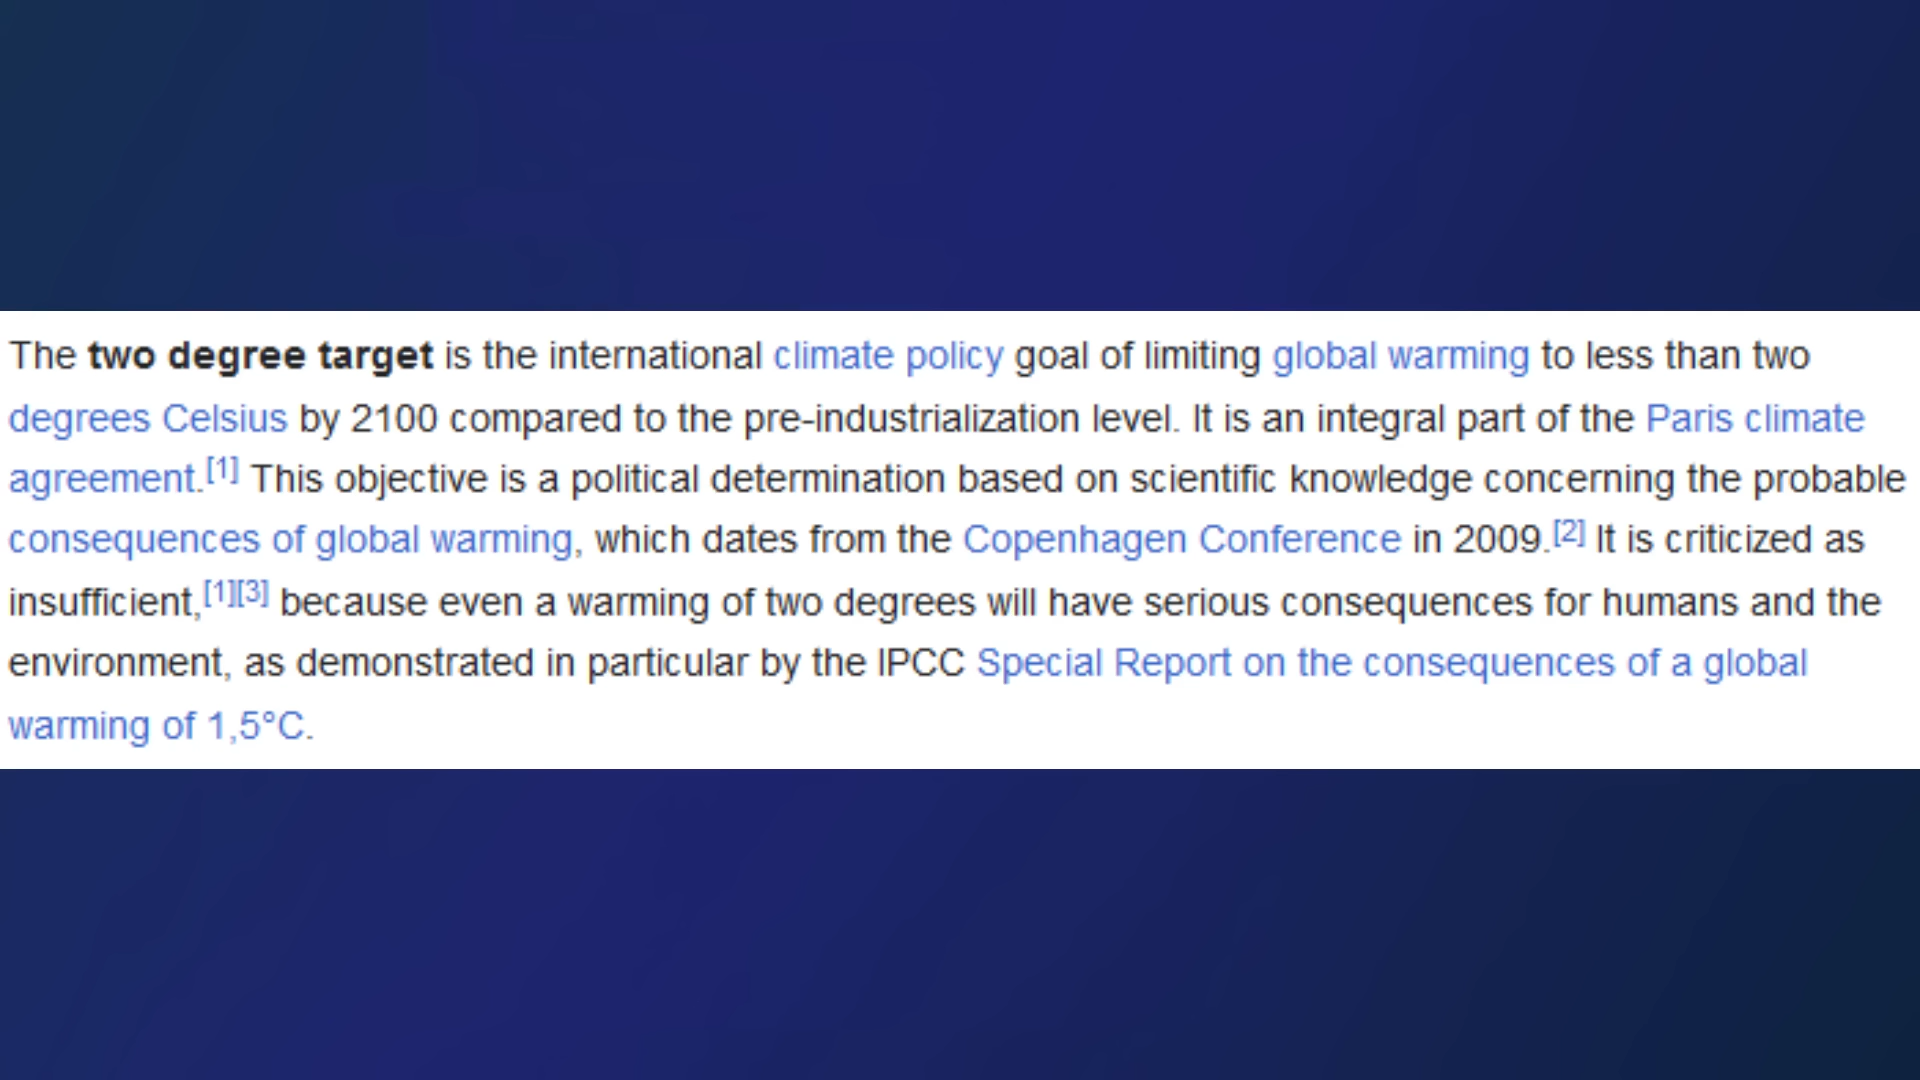 The two degree target is the international climate policy goal of limiting global warming to less than two
degrees Celsius by 2100 compared to the pre-industrialization level. It is an integral part of the Paris climate
agreement.[1] This objective is a political determination based on scientific knowledge concerning the probable
consequences of global warming, which dates from the Copenhagen Conference in 2009.[2] It is criticized as
insufficient,[1][3] because even a warming of two degrees will have serious consequences for humans and the
environment, as demonstrated in particular by the IPCC Special Report on the consequences of a global
warming of 1,5°C.